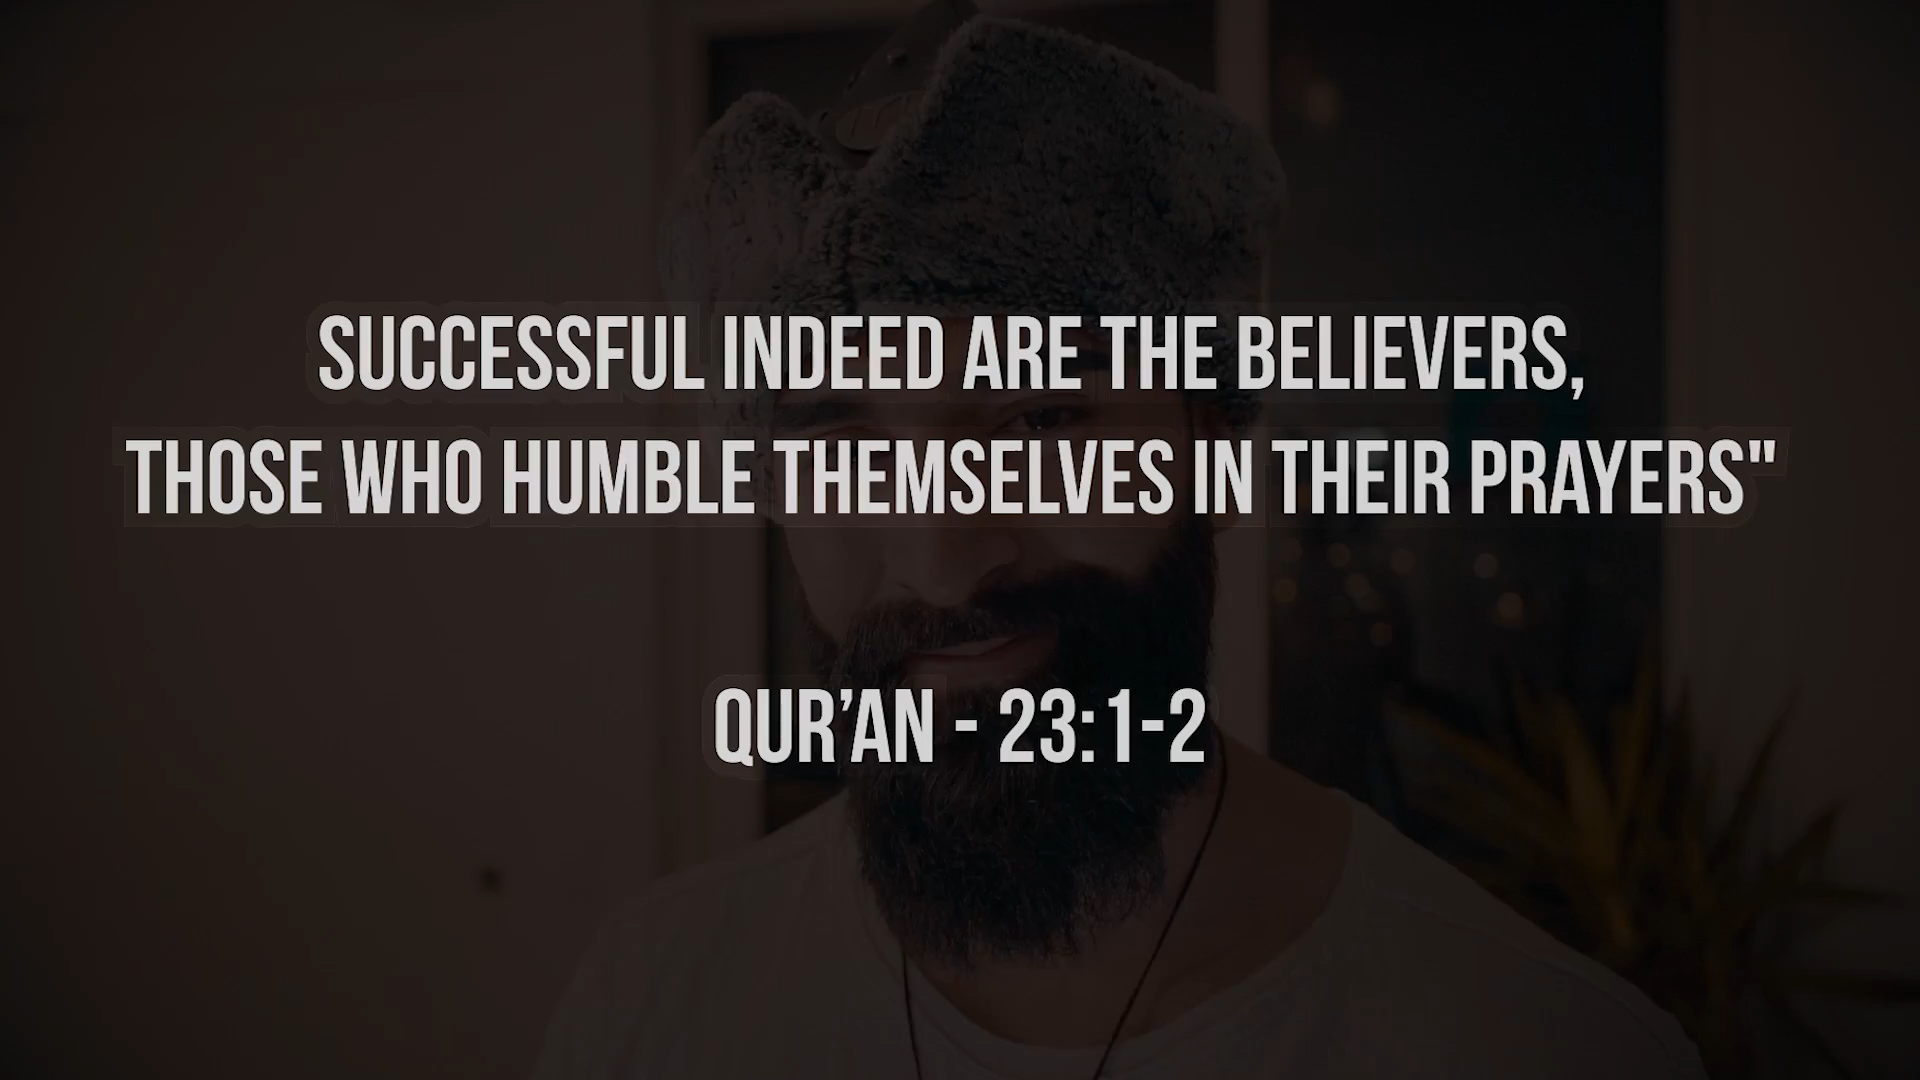 SUCCESSFUL INDEED ARE THE BELIEVERS,
THOSE WHO HUMBLE THEMSELVES IN THEIR PRAYERS"
QUR’AN - 23:1-2